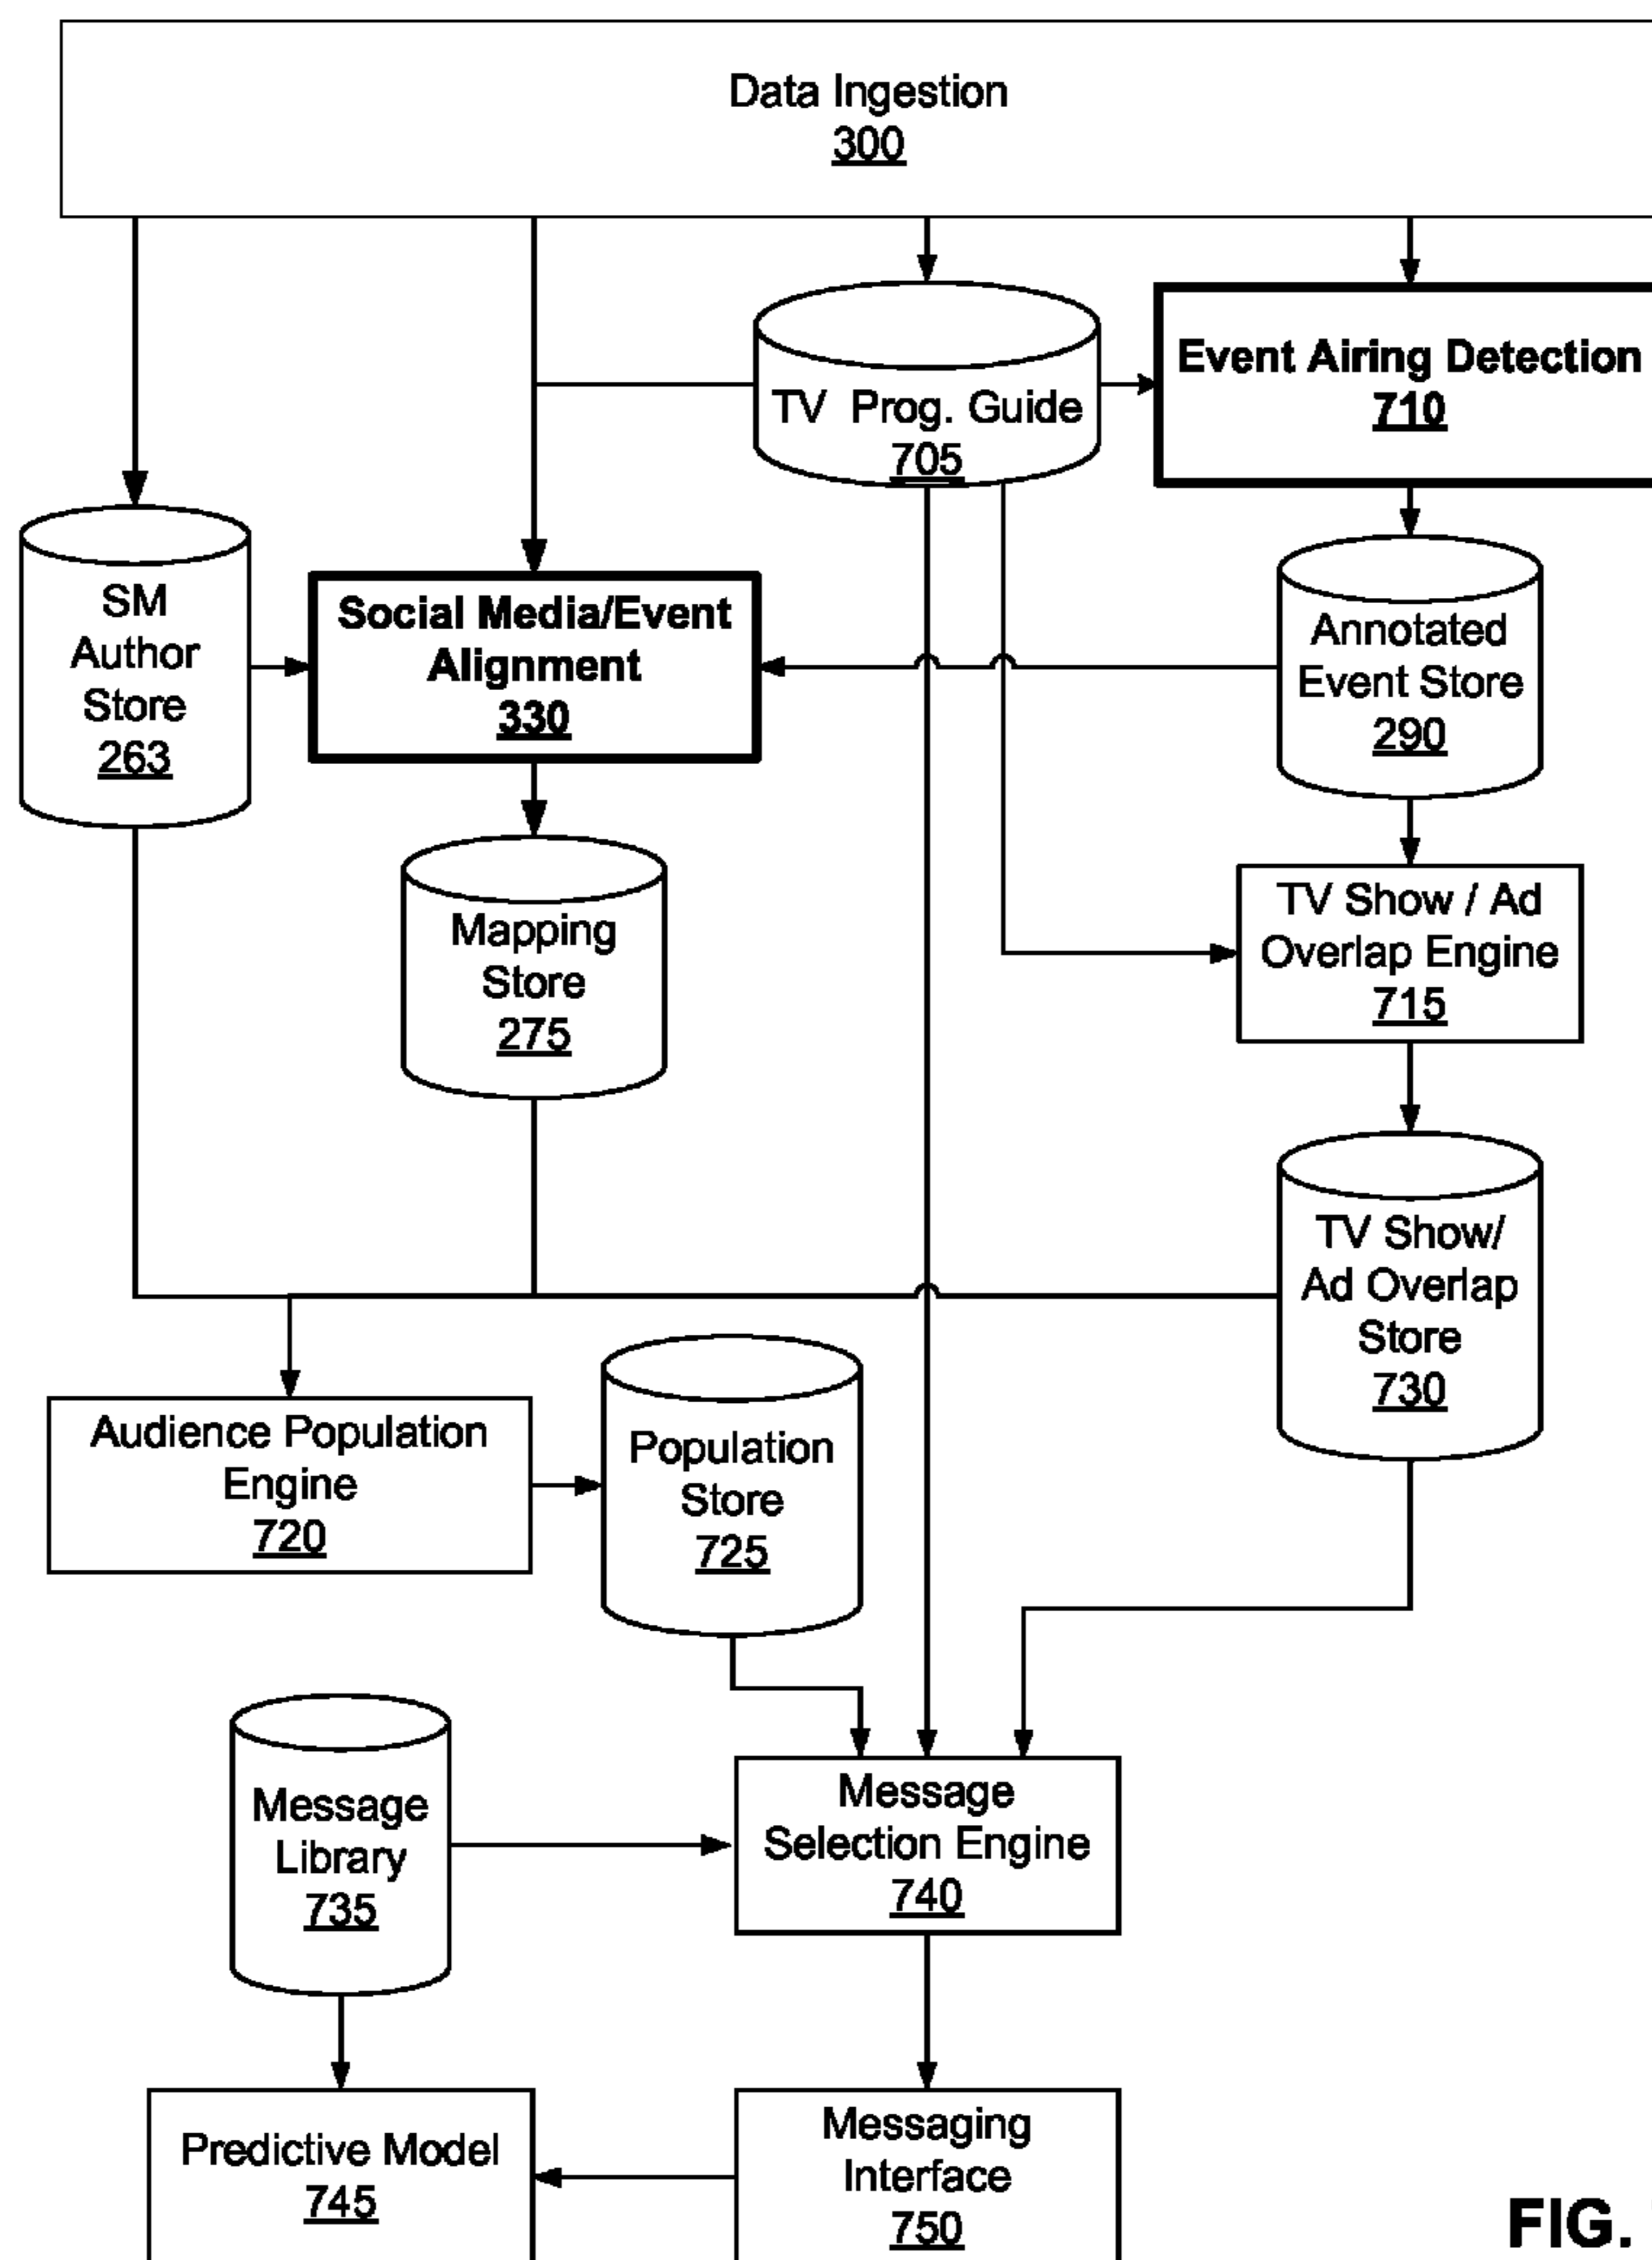 Data Ingestion
300
TV Prog. Guide
705
Event Airing Detection
710
SM
Author
Store
263
Social Media/Event
Alignment
330
Annotated
Event Store
290
Mapping
Store
275
TV Show / Ad
Overlap Engine
715
TV Show/
Ad Overlap
Store
730
Audience Population
Engine
720
Population
Store
725
Message
Library
735
Message
Selection Engine
740
Predictive Model
745
Messaging
Interface
750
FIG.